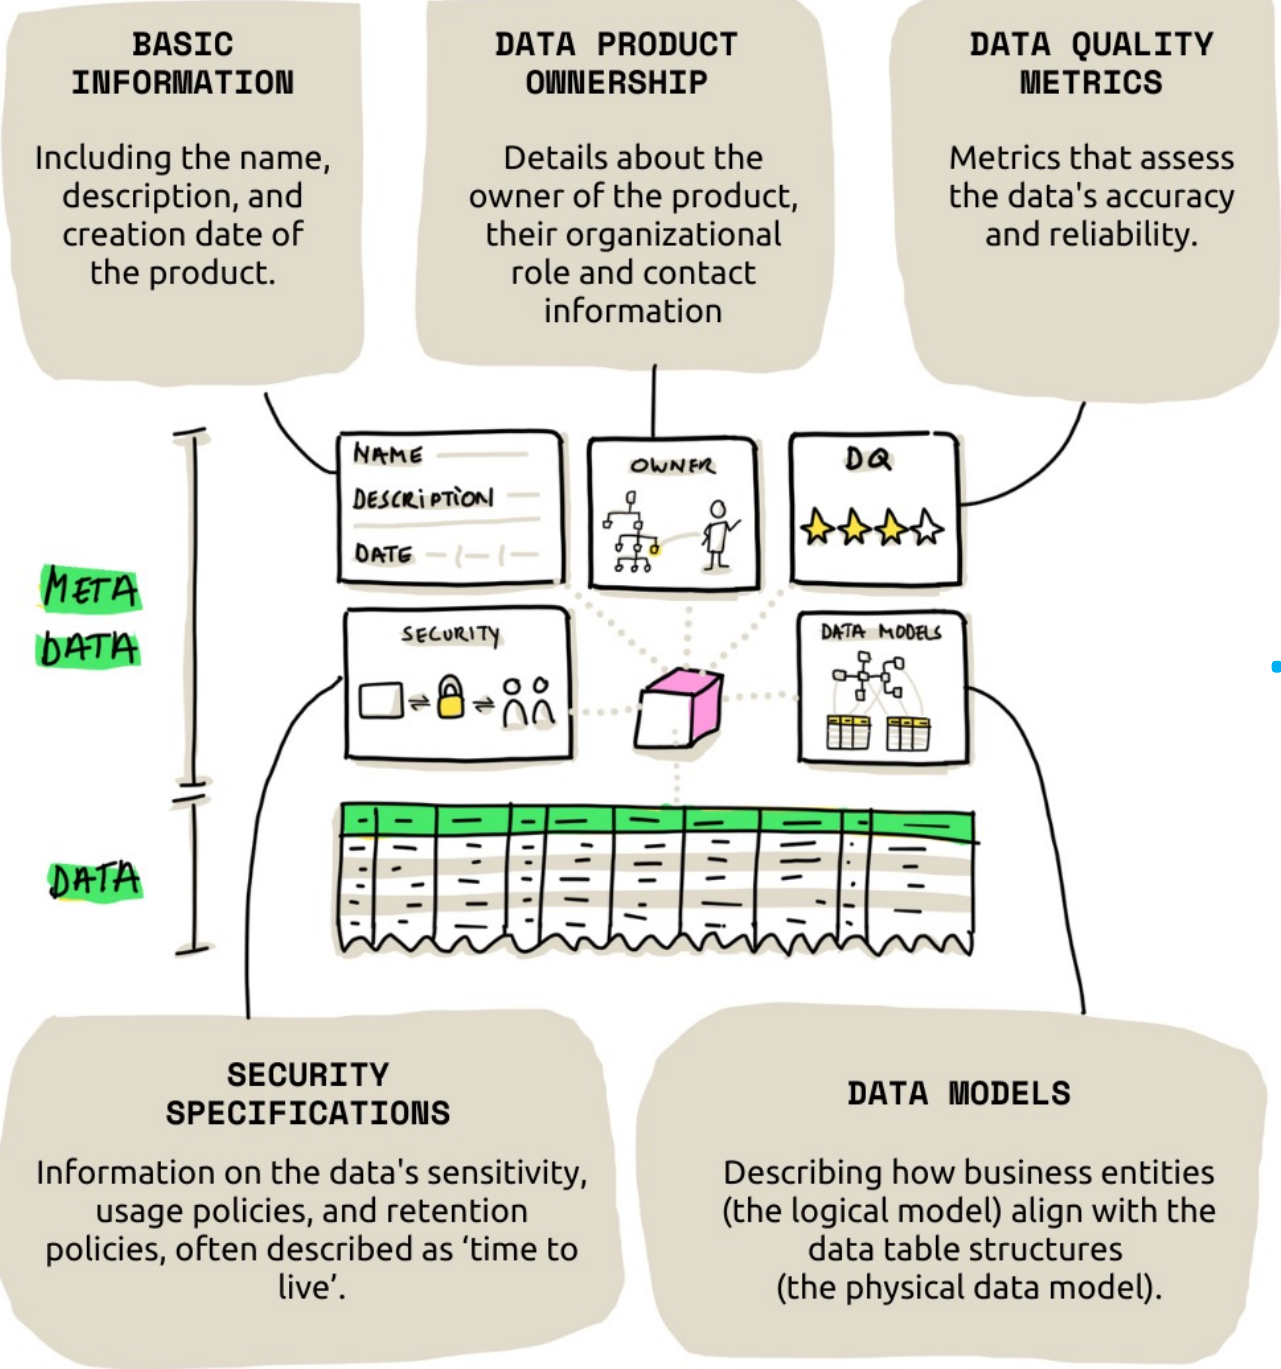 BASIC
INFORMATION
Including the name,
description, and
creation date of
the product.
DATA PRODUCT
OWNERSHIP
Details about the
owner of the product,
their organizational
role and contact
information
DATA QUALITY
METRICS
Metrics that assess
the data's accuracy
and reliability.
NAME
DESCRIPTION
DATE
OWNER
DQ
META
DATA
SECURITY
DATA MODELS
DATA
SECURITY
SPECIFICATIONS
Information on the data's sensitivity,
usage policies, and retention
policies, often described as ‘time to
live’.
DATA MODELS
Describing how business entities
(the logical model) align with the
data table structures
(the physical data model).